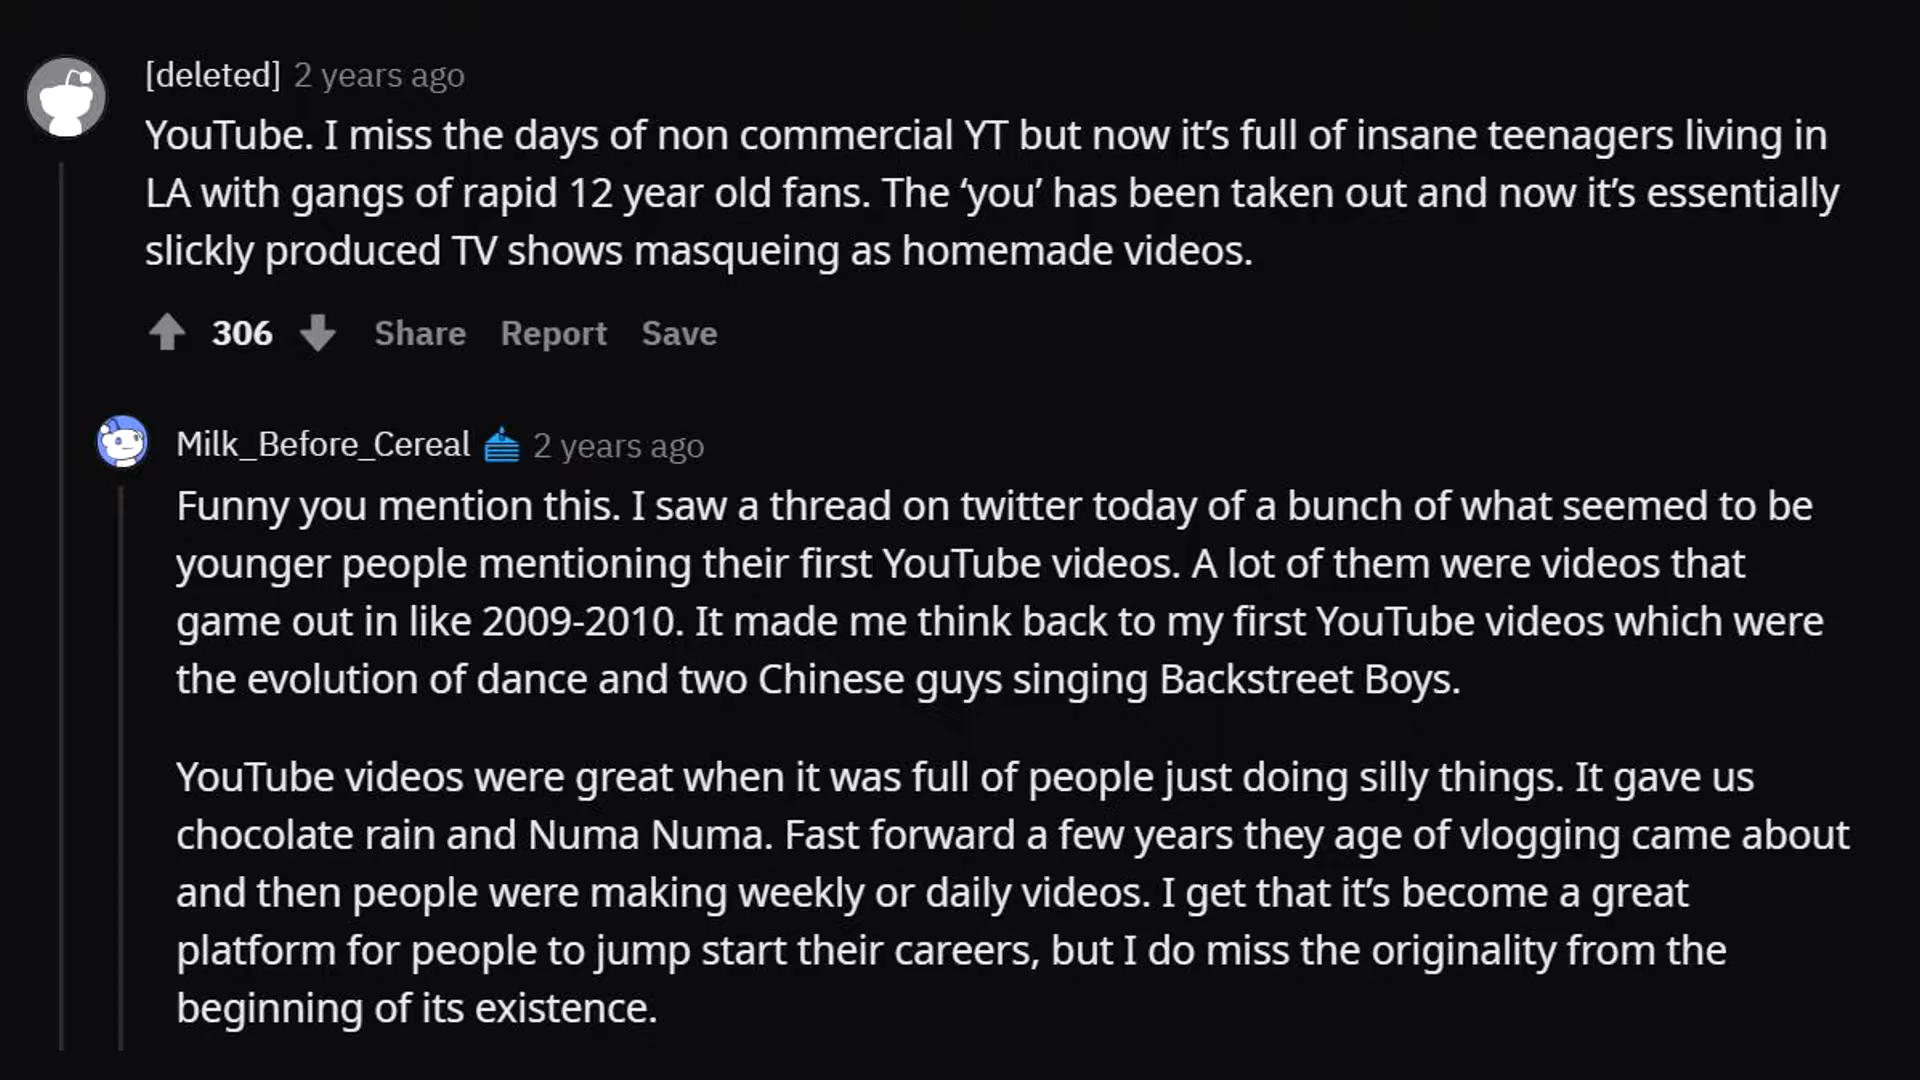 [deleted] 2 years ago
YouTube. I miss the days of non commercial YT but now it’s full of insane teenagers living in
LA with gangs of rapid 12 year old fans. The ‘you’ has been taken out and now it’s essentially
slickly produced TV shows masqueing as homemade videos.
306 Share Report Save
Milk_Before_Cereal 2 years ago
Funny you mention this. I saw a thread on twitter today of a bunch of what seemed to be
younger people mentioning their first YouTube videos. A lot of them were videos that
game out in like 2009-2010. It made me think back to my first YouTube videos which were
the evolution of dance and two Chinese guys singing Backstreet Boys.
YouTube videos were great when it was full of people just doing silly things. It gave us
chocolate rain and Numa Numa. Fast forward a few years they age of vlogging came about
and then people were making weekly or daily videos. I get that it’s become a great
platform for people to jump start their careers, but I do miss the originality from the
beginning of its existence.